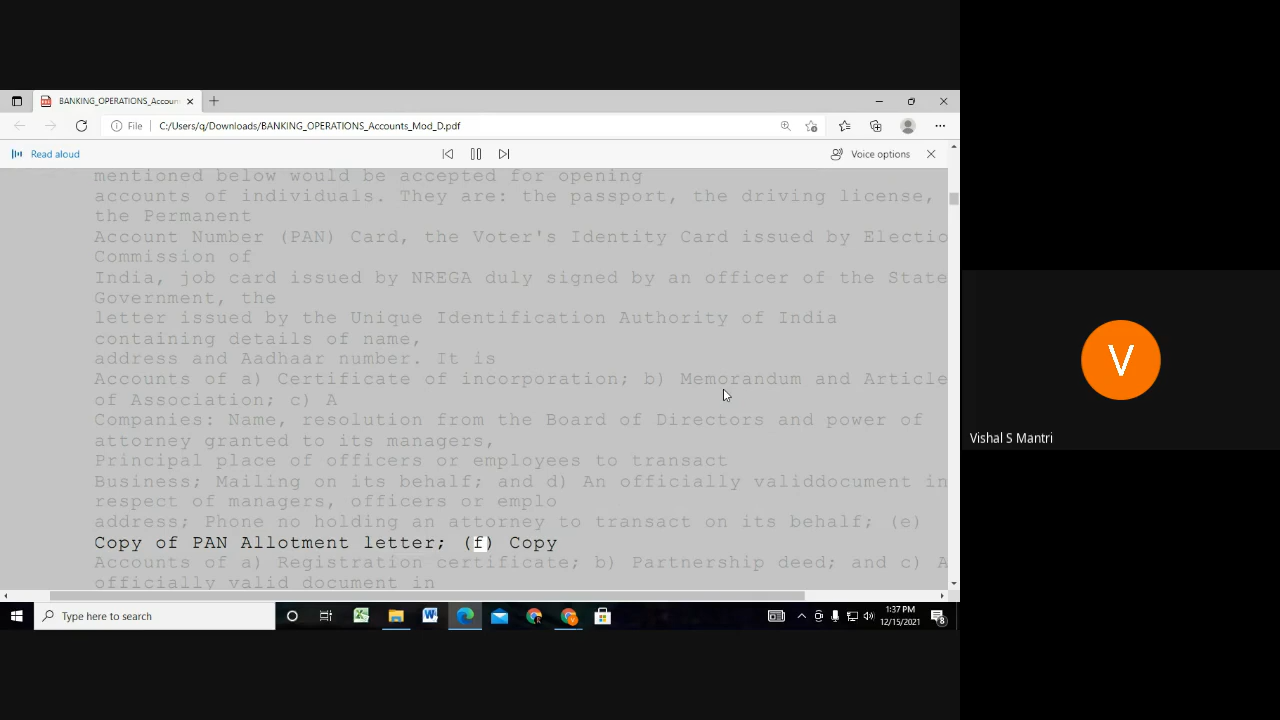 BANKING_OPERATIONS_Accoun
File
C:/Users/q/Downloads/BANKING_OPERATIONS_Accounts_Mod_D.pdf
Read aloud
Voice options
mentioned below would be accepted for opening
accounts of individuals. They are: the passport, the driving license,
the Permanent
Account Number (PAN) Card, the Voter's Identity Card issued by Electio
Commission of
India, job card issued by NREGA duly signed by an officer of the State
Government, the
letter issued by the Unique Identification Authority of India
containing details of name,
address and Aadhaar number. It is
Accounts of a) Certificate of incorporation; b) Memorandum and Article
of Association; c) A
Companies: Name, resolution from the Board of Directors and power of
attorney granted to its managers,
Principal place of officers or employees to transact
Business; Mailing on its behalf; and d) An officially validdocument in
respect of managers, officers or emplo
address; Phone no holding an attorney to transact on its behalf; (e)
Copy of PAN Allotment letter; (f) Copy
Accounts of a) Registration certificate; b) Partnership deed; and c) A
officially valid document in
Type here to search
1:37 PM
12/15/2021
8
V
Vishal S Mantri